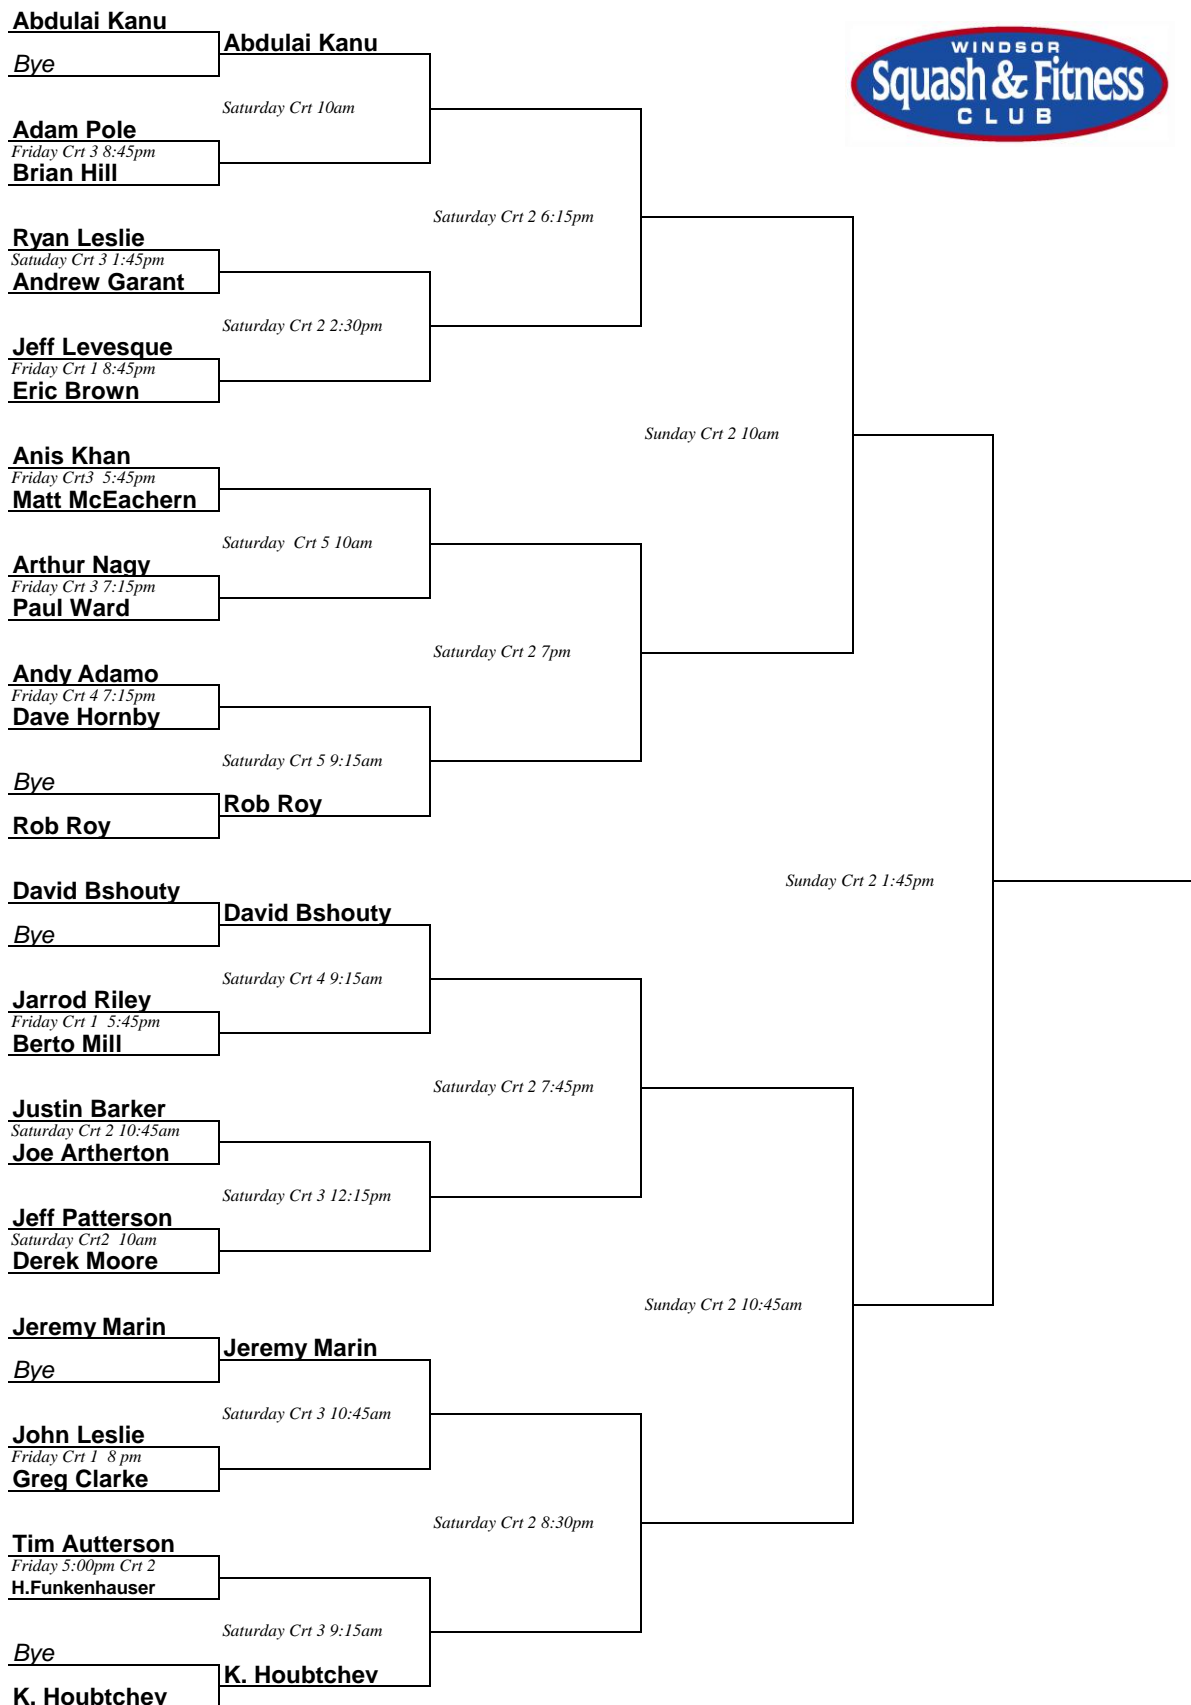 Abdulai Kanu
Abdulai Kanu
Bye
WINDSOR
Squash & Fitness
CLUB
Saturday Crt 10am
Adam Pole
Friday Crt 3 8:45pm
Brian Hill
Saturday Crt 2 6:15pm
Ryan Leslie
Satuday Crt 3 1:45pm
Andrew Garant
Saturday Crt 2 2:30pm
Jeff Levesque
Friday Crt 1 8:45pm
Eric Brown
Sunday Crt 2 10am
Anis Khan
Friday Crt3  5:45pm
Matt McEachern
Saturday  Crt 5 10am
Arthur Nagy
Friday Crt 3 7:15pm
Paul Ward
Saturday Crt 2 7pm
Andy Adamo
Friday Crt 4 7:15pm
Dave Hornby
Saturday Crt 5 9:15am
Bye
Rob Roy
Rob Roy
Sunday Crt 2 1:45pm
David Bshouty
David Bshouty
Bye
Saturday Crt 4 9:15am
Jarrod Riley
Friday Crt 1  5:45pm
Berto Mill
Saturday Crt 2 7:45pm
Justin Barker
Saturday Crt 2 10:45am
Joe Artherton
Saturday Crt 3 12:15pm
Jeff Patterson
Saturday Crt2  10am
Derek Moore
Sunday Crt 2 10:45am
Jeremy Marin
Jeremy Marin
Bye
Saturday Crt 3 10:45am
John Leslie
Friday Crt 1  8 pm
Greg Clarke
Saturday Crt 2 8:30pm
Tim Autterson
Friday 5:00pm Crt 2
H.Funkenhauser
Saturday Crt 3 9:15am
Bye
K. Houbtchev
K. Houbtchev